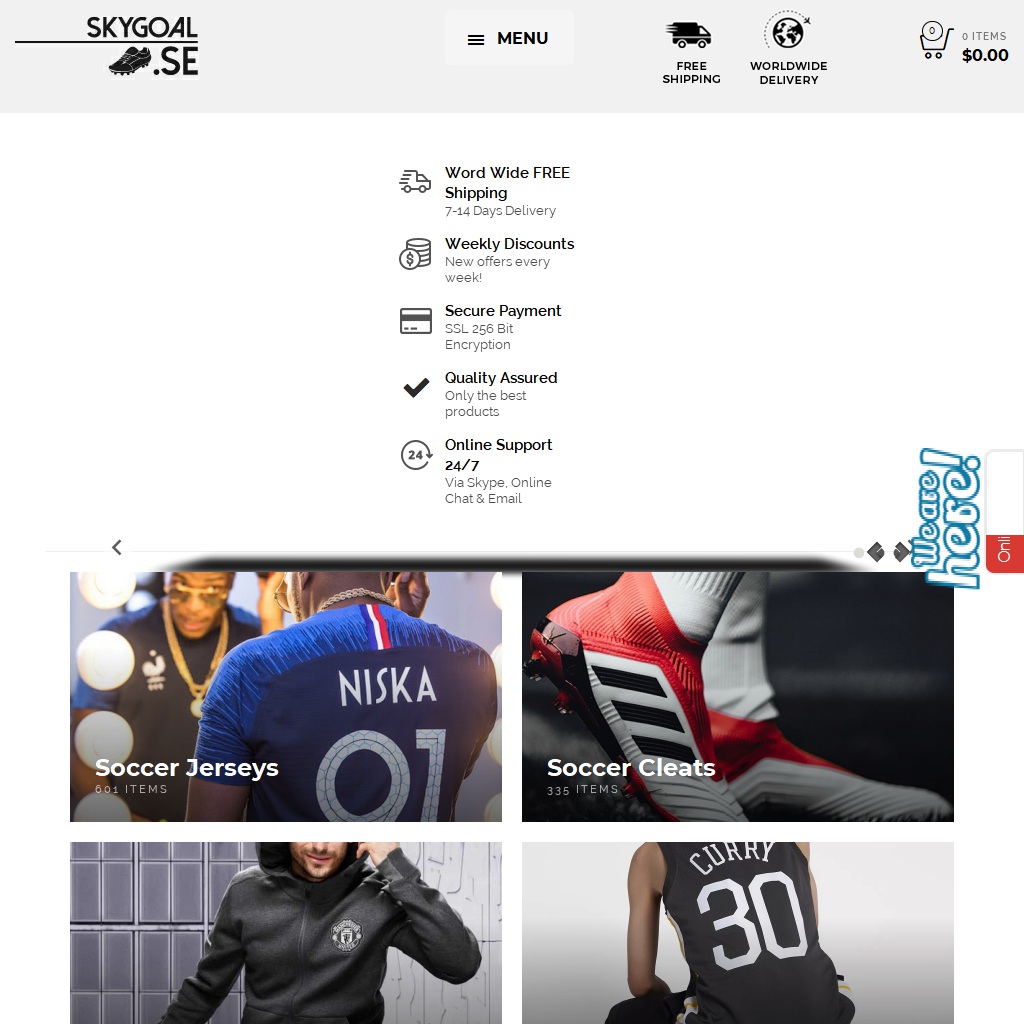 SKYGOAL
.SE
MENU
FREE
SHIPPING
WORLDWIDE
DELIVERY
0
0 ITEMS
$0.00
Word Wide FREE
Shipping
7-14 Days Delivery
Weekly Discounts
New offers every
week!
Secure Payment
SSL 256 Bit
Encryption
Quality Assured
Only the best
products
24
Online Support
24/7
Via Skype, Online
Chat & Email
We are
here!
Onli
NISKA
01
Soccer Jerseys
601 ITEMS
Soccer Cleats
335 ITEMS
CURRY
30